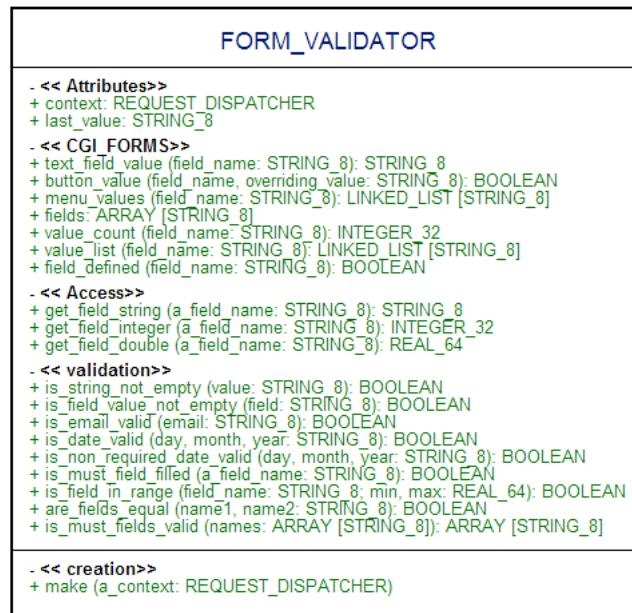 FORM_VALIDATOR
- << Attributes>>
+ context: REQUEST_DISPATCHER
+ last_value: STRING_8
- << CGI_FORMS>>
+ text_field_value (field_name: STRING_8): STRING_8
+ button_value (field_name, overriding_value: STRING_8): BOOLEAN
+ menu_values (field_name: STRING_8): LINKED_LIST [STRING_8]
+ fields: ARRAY [STRING_8]
+ value_count (field_name: STRING_8): INTEGER_32
+ value_list (field_name: STRING_8): LINKED_LIST [STRING_8]
+ field_defined (field_name: STRING_8): BOOLEAN
- << Access>>
+ get_field_string (a_field_name: STRING_8): STRING_8
+ get_field_integer (a_field_name: STRING_8): INTEGER_32
+ get_field_double (a_field_name: STRING_8): REAL_64
- << validation>>
+ is_string_not_empty (value: STRING_8): BOOLEAN
+ is_field_value_not_empty (field: STRING_8): BOOLEAN
+ is_email_valid (email: STRING_8): BOOLEAN
+ is_date_valid (day, month, year: STRING_8): BOOLEAN
+ is_non_required_date_valid (day, month, year: STRING_8): BOOLEAN
+ is_must_field_filled (a_field_name: STRING_8): BOOLEAN
+ is_field_in_range (field_name: STRING_8; min, max: REAL_64): BOOLEAN
+ are_fields_equal (name1, name2: STRING_8): BOOLEAN
+ is_must_fields_valid (names: ARRAY [STRING_8]): ARRAY [STRING_8]
- << creation>>
+ make (a_context: REQUEST_DISPATCHER)